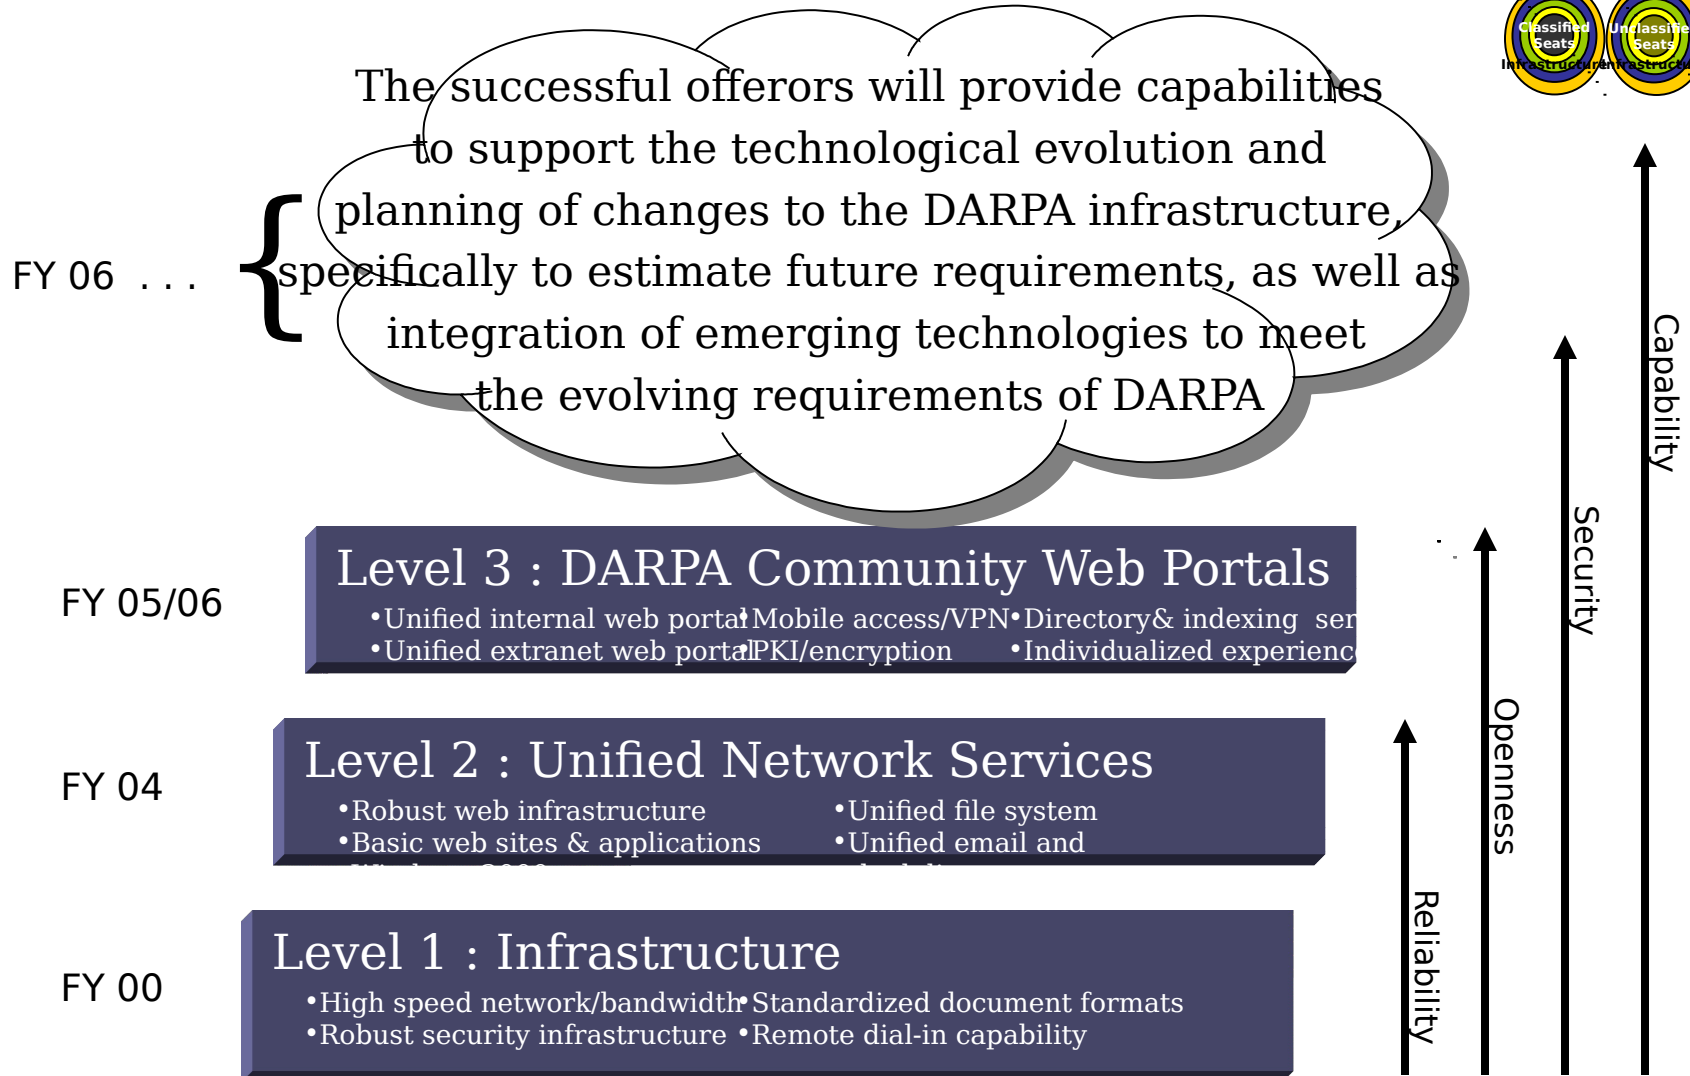 Classified
Seats
Infrastructure
Seats
The successful offerors will provide capabilities
to support the technological evolution and
planning of changes to the DARPA infrastructure,
specifically to estimate future requirements, as well as
integration of emerging technologies to meet
the evolving requirements of DARPA
FY 06 . . .
{
Capability
Security
Openness
Reliability
FY 05/06
Level 3 : DARPA Community Web Portals
•Unified internal web portal •Mobile access/VPN •Directory& indexing
•Unified extranet web portal •PKI/encryption •Individualized
FY 04
Level 2 : Unified Network Services
•Robust web infrastructure •Unified file system
•Basic web sites & applications •Unified email and
FY 00
Level 1 : Infrastructure
•High speed network/bandwidth •Standardized document formats
•Robust security infrastructure •Remote dial-in capability